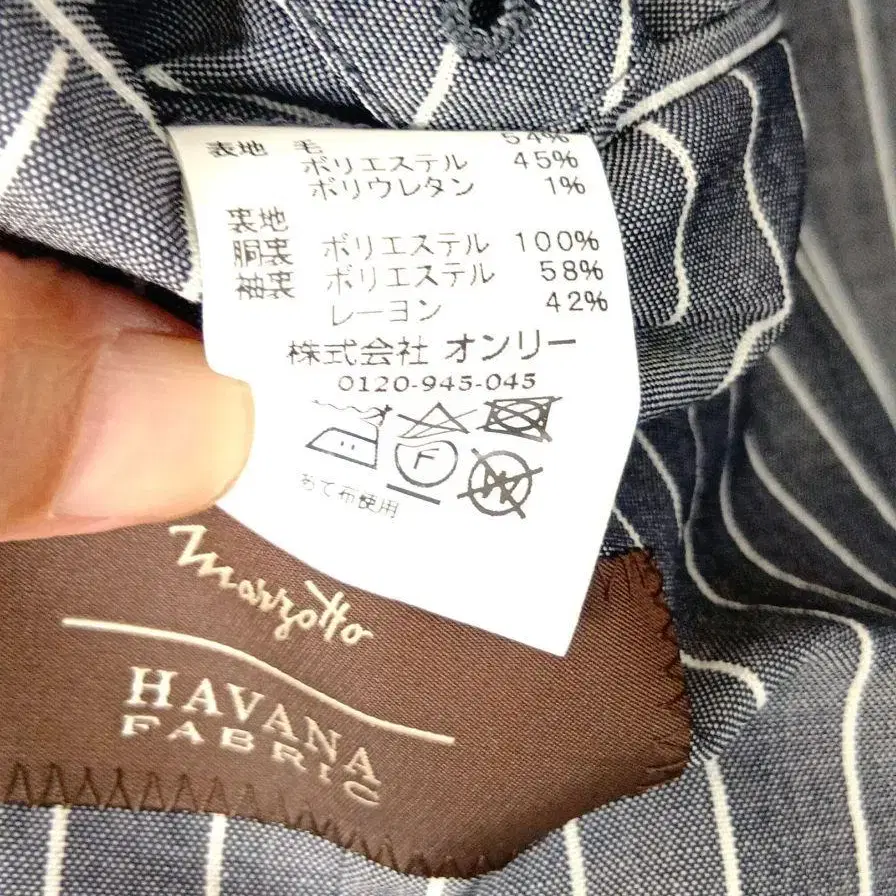 表地 毛 54%
ポリエステル 45%
ポリウレタン 1%
裏地
胴裏 ポリエステル 100%
袖裏 ポリエステル 58%
レーヨン 42%
株式会社 オンリー
0120-945-045
F
W
あて布使用
Marzotto
HAVANA
FABRIC